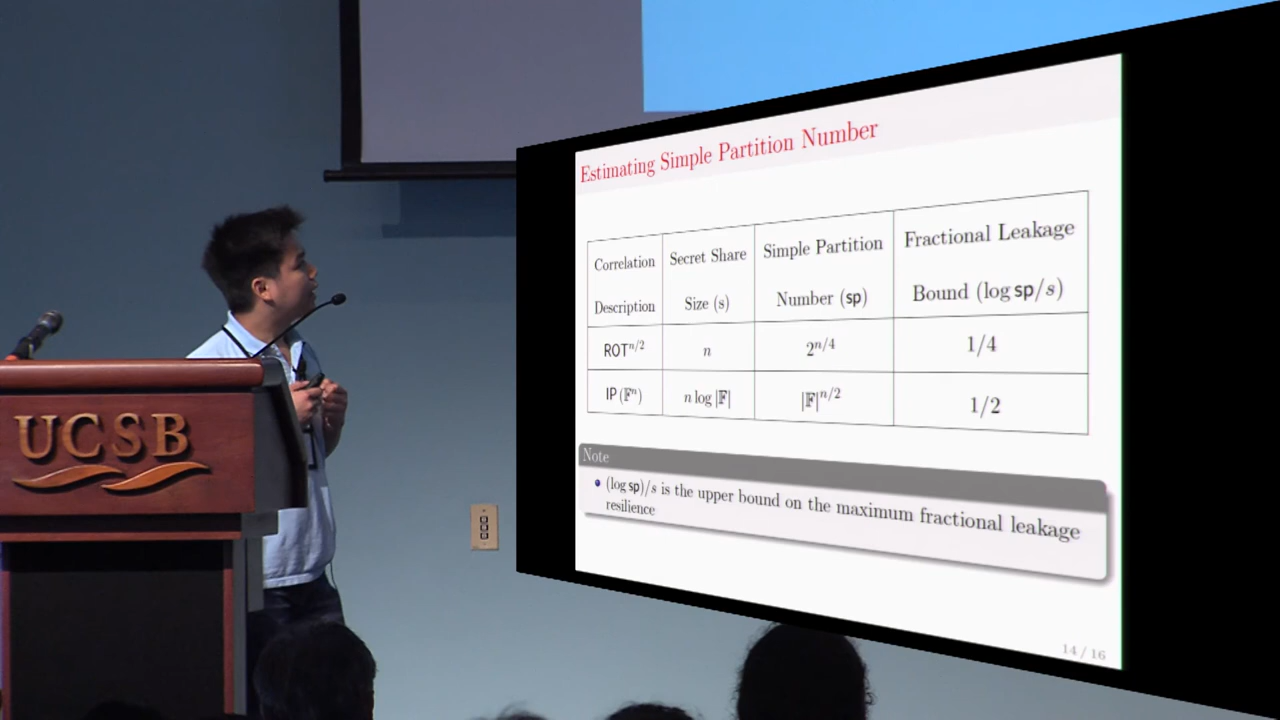 UCSB
Estimating Simple Partition Number
Correlation Description
Secret Share Size (s)
Simple Partition Number (sp)
Fractional Leakage Bound (log sp/s)
ROT^{n/2} n 2^{n/4} 1/4
IP (𝔽^n) n log |𝔽| |𝔽|^{n/2} 1/2
Note
• (log sp)/s is the upper bound on the maximum fractional leakage
resilience
14 / 16